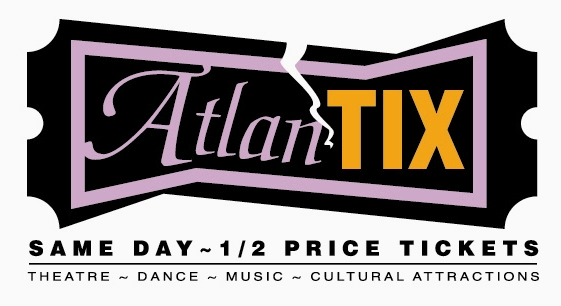 AtlanTIX
SAME DAY~1/2 PRICE TICKETS
THEATRE ~ DANCE ~ MUSIC ~ CULTURAL ATTRACTIONS